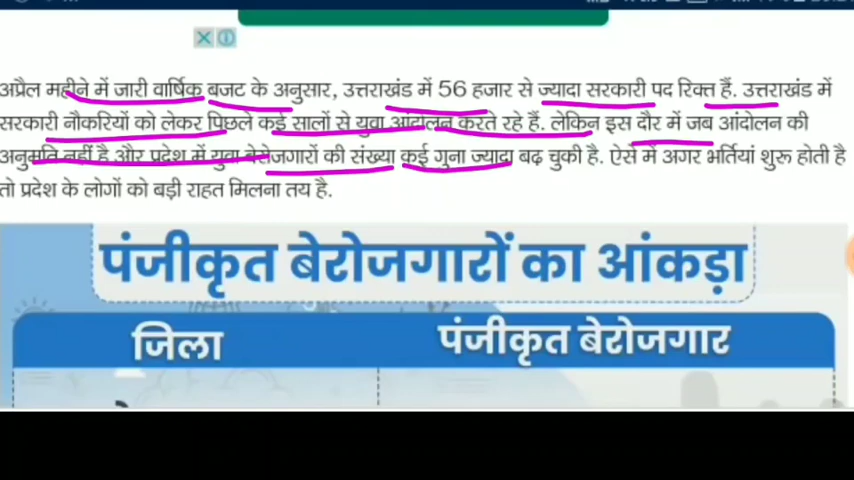 अप्रैल महीने में जारी वार्षिक बजट के अनुसार, उत्तराखंड में 56 हजार से ज्यादा सरकारी पद रिक्त हैं. उत्तराखंड में
सरकारी नौकरियों को लेकर पिछले कई सालों से युवा आंदोलन करते रहे हैं. लेकिन इस दौर में जब आंदोलन की
अनुमति नहीं है और प्रदेश में युवा बेरोजगारों की संख्या कई गुना ज्यादा बढ़ चुकी है. ऐसे में अगर भर्तियां शुरू होती है
तो प्रदेश के लोगों को बड़ी राहत मिलना तय है.
पंजीकृत बेरोजगारों का आंकड़ा
जिला पंजीकृत बेरोजगार